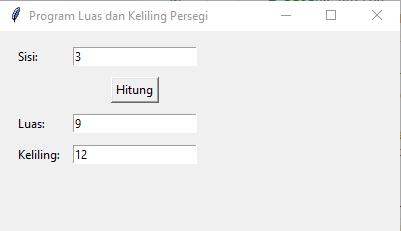 Program Luas dan Keliling Persegi
Sisi: 3
Hitung
Luas: 9
Keliling: 12